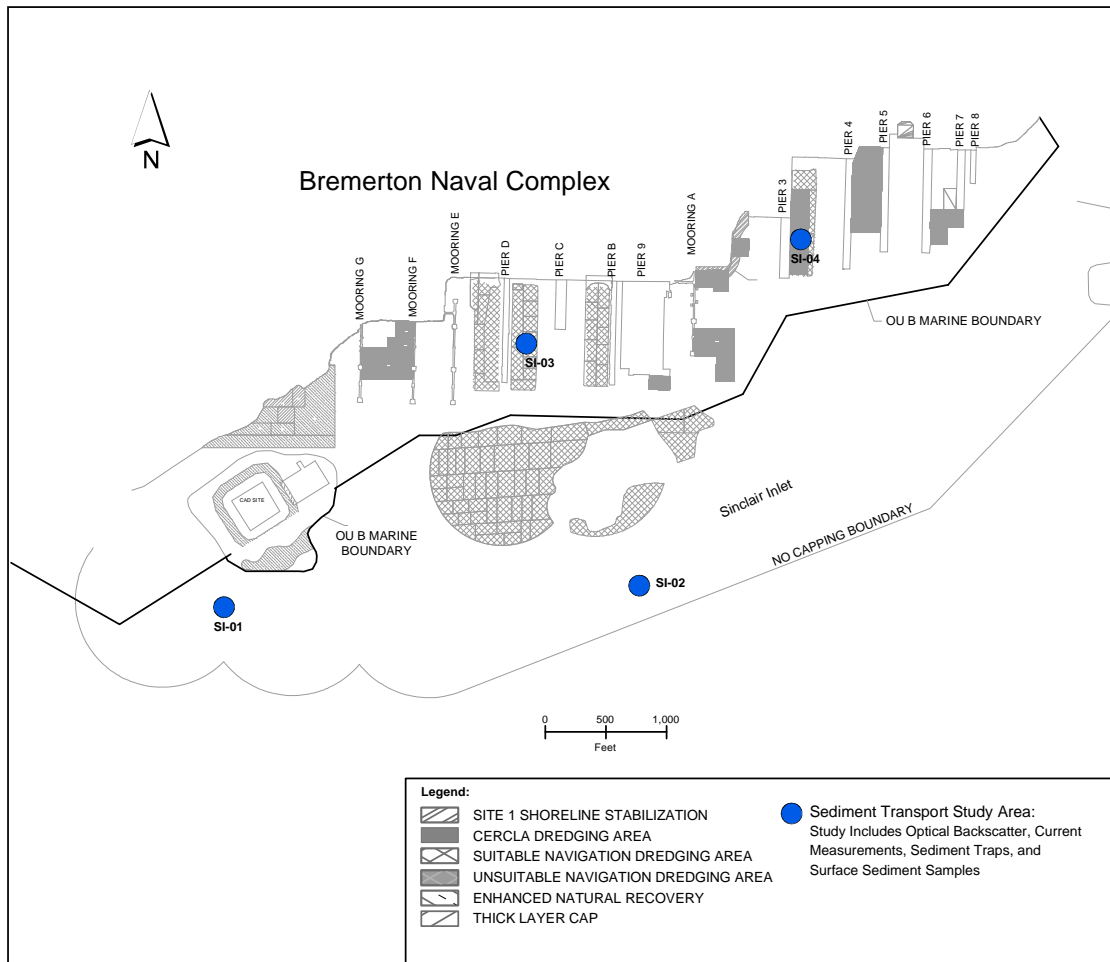 N
Bremerton Naval Complex
MOORING G
MOORING F
MOORING E
PIER D
PIER C
PIER B
PIER 9
MOORING A
PIER 3
PIER 4
PIER 5
PIER 6
PIER 7
PIER 8
SI-04
OU B MARINE BOUNDARY
SI-03
CAD SITE
Sinclair Inlet
OU B MARINE
BOUNDARY
NO CAPPING BOUNDARY
SI-02
SI-01
0 500 1,000
Feet
Legend:
SITE 1 SHORELINE STABILIZATION
CERCLA DREDGING AREA
SUITABLE NAVIGATION DREDGING AREA
UNSUITABLE NAVIGATION DREDGING AREA
ENHANCED NATURAL RECOVERY
THICK LAYER CAP
Sediment Transport Study Area:
Study Includes Optical Backscatter, Current
Measurements, Sediment Traps, and
Surface Sediment Samples